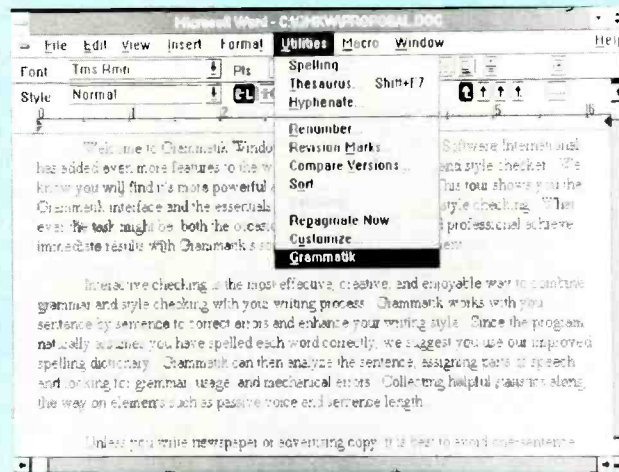 Microsoft Word - C:\GMKW\PROPOSAL.DOC
File Edit View Insert Format Utilities Macro Window Help
Font Tms Rmn Pts
Style Normal
Spelling
Thesaurus... Shift+F7
Hyphenate...
Renumber...
Revision Marks...
Compare Versions...
Sort...
Repaginate Now
Customize...
Grammatik
Welcome to Grammatik Windo Software International
has added even more features to the w and style checker. We
know you will find it's more powerful This tour shows you the
Grammatik interface and the essentials style checking. What
ever the task might be, both the occasi professional achieve
immediate results with Grammatik's
Interactive checking is the most effective, creative, and enjoyable way to combine
grammar and style checking with your writing process. Grammatik works with you
sentence by sentence to correct errors and enhance your writing style. Since the program
naturally assumes you have spelled each word correctly, we suggest you use our improved
spelling dictionary. Grammatik can then analyze the sentence, assigning parts of speech
and looking for grammar, usage, and mechanical errors. Collecting helpful statistics along
the way on elements such as passive voice and sentence length.
Unless you write newspaper or advertising copy, it is best to avoid one-sentence